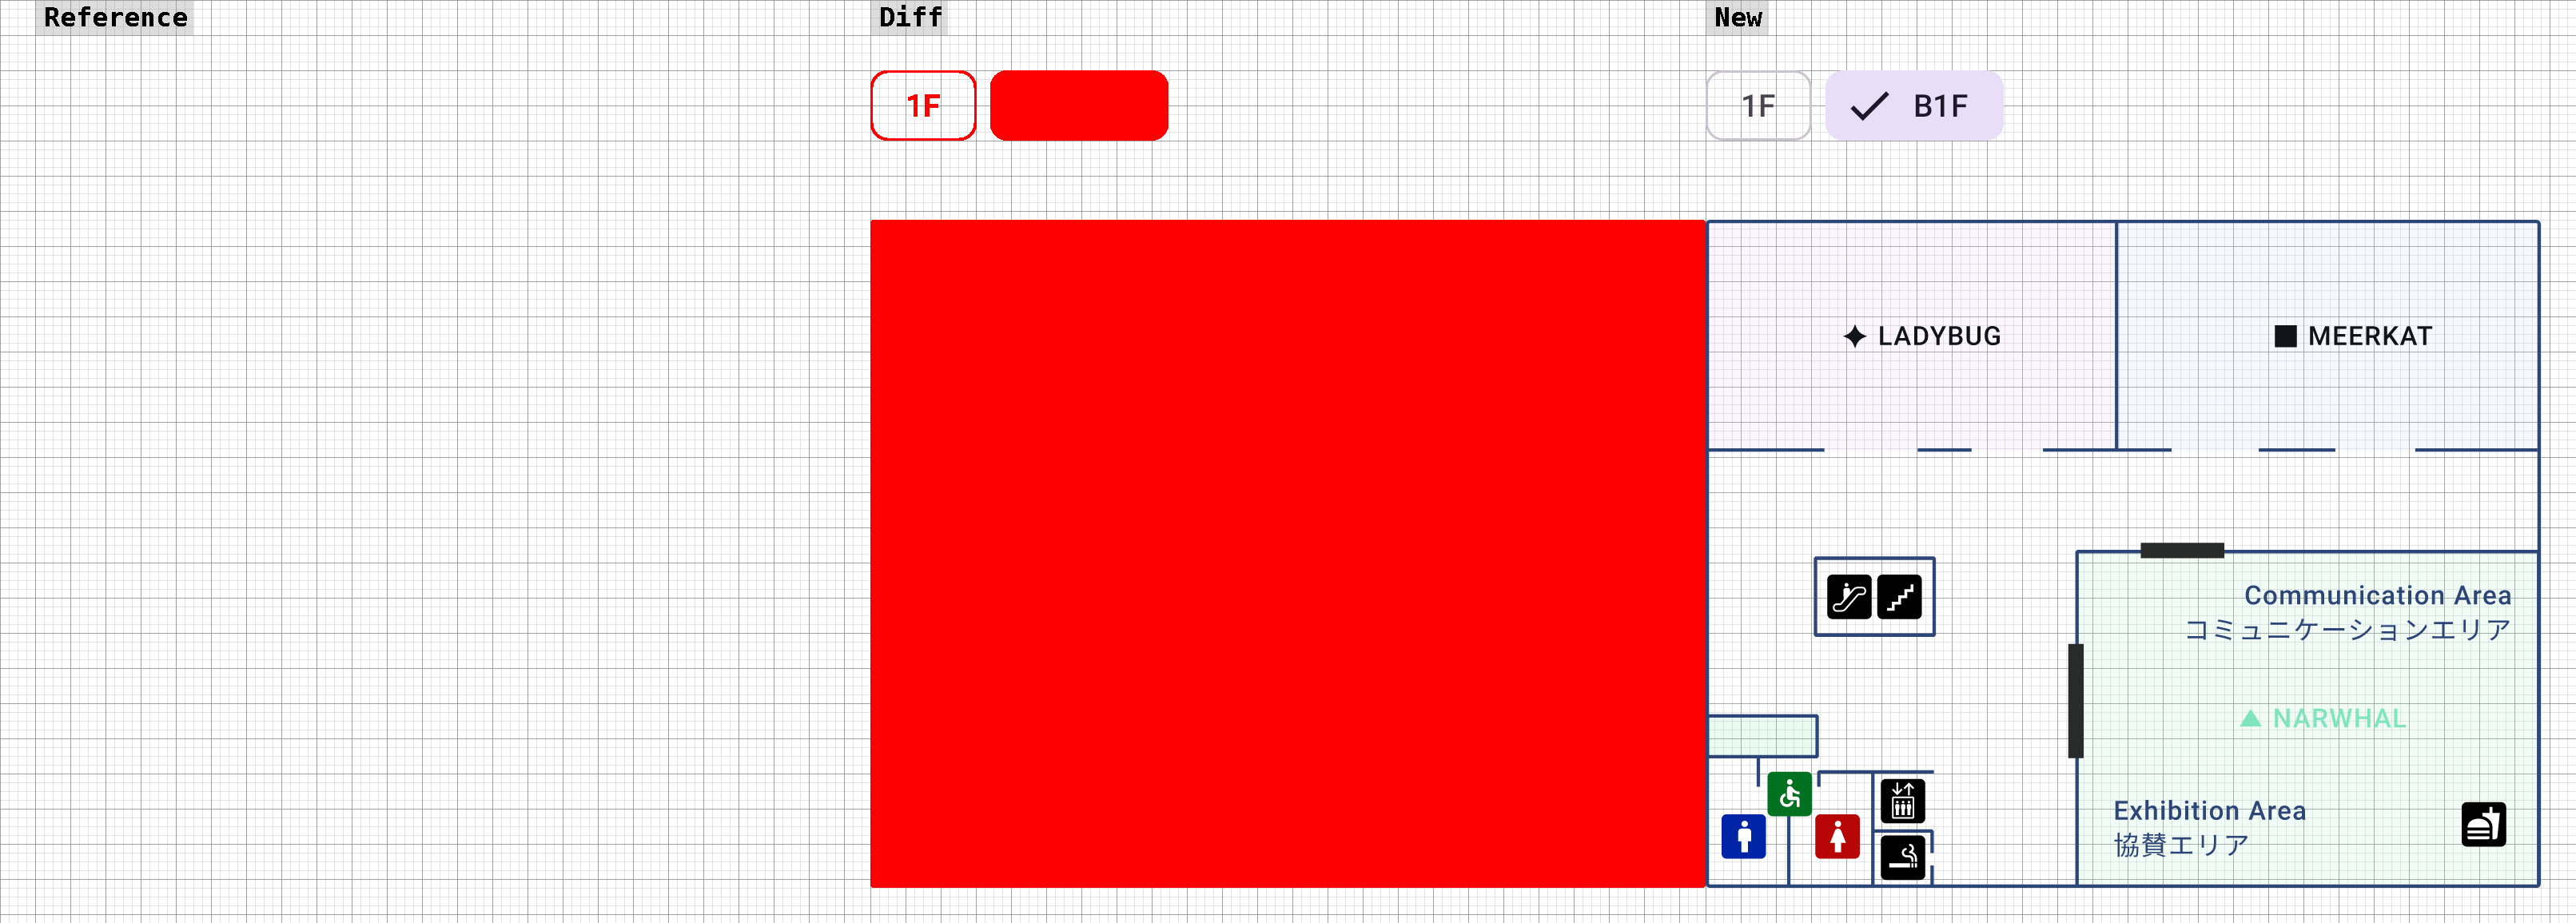 Reference
Diff
New
1F
1F
B1F
LADYBUG
MEERKAT
Communication Area
コミュニケーションエリア
NARWHAL
Exhibition Area
協賛エリア